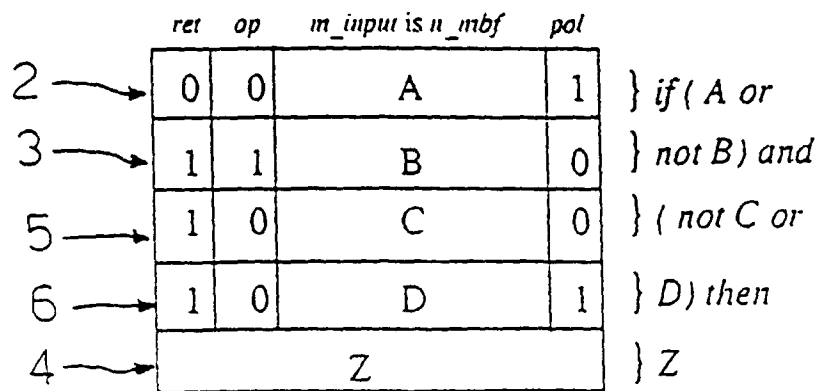 ret op m_input is n_mbf pol
2 0 0 A 1 } if ( A or
3 1 1 B 0 } not B ) and
5 1 0 C 0 } ( not C or
6 1 0 D 1 } D) then
4 Z } Z